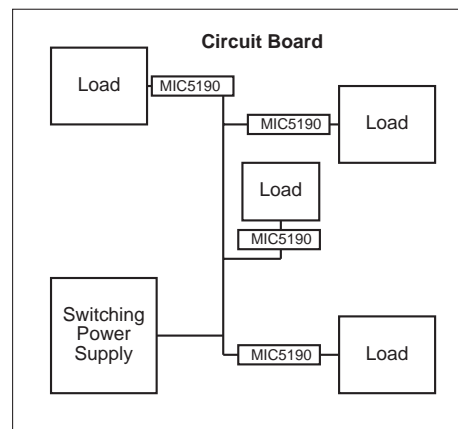 Circuit Board
Load
MIC5190
MIC5190
Load
Load
MIC5190
Switching
Power
Supply
MIC5190
Load